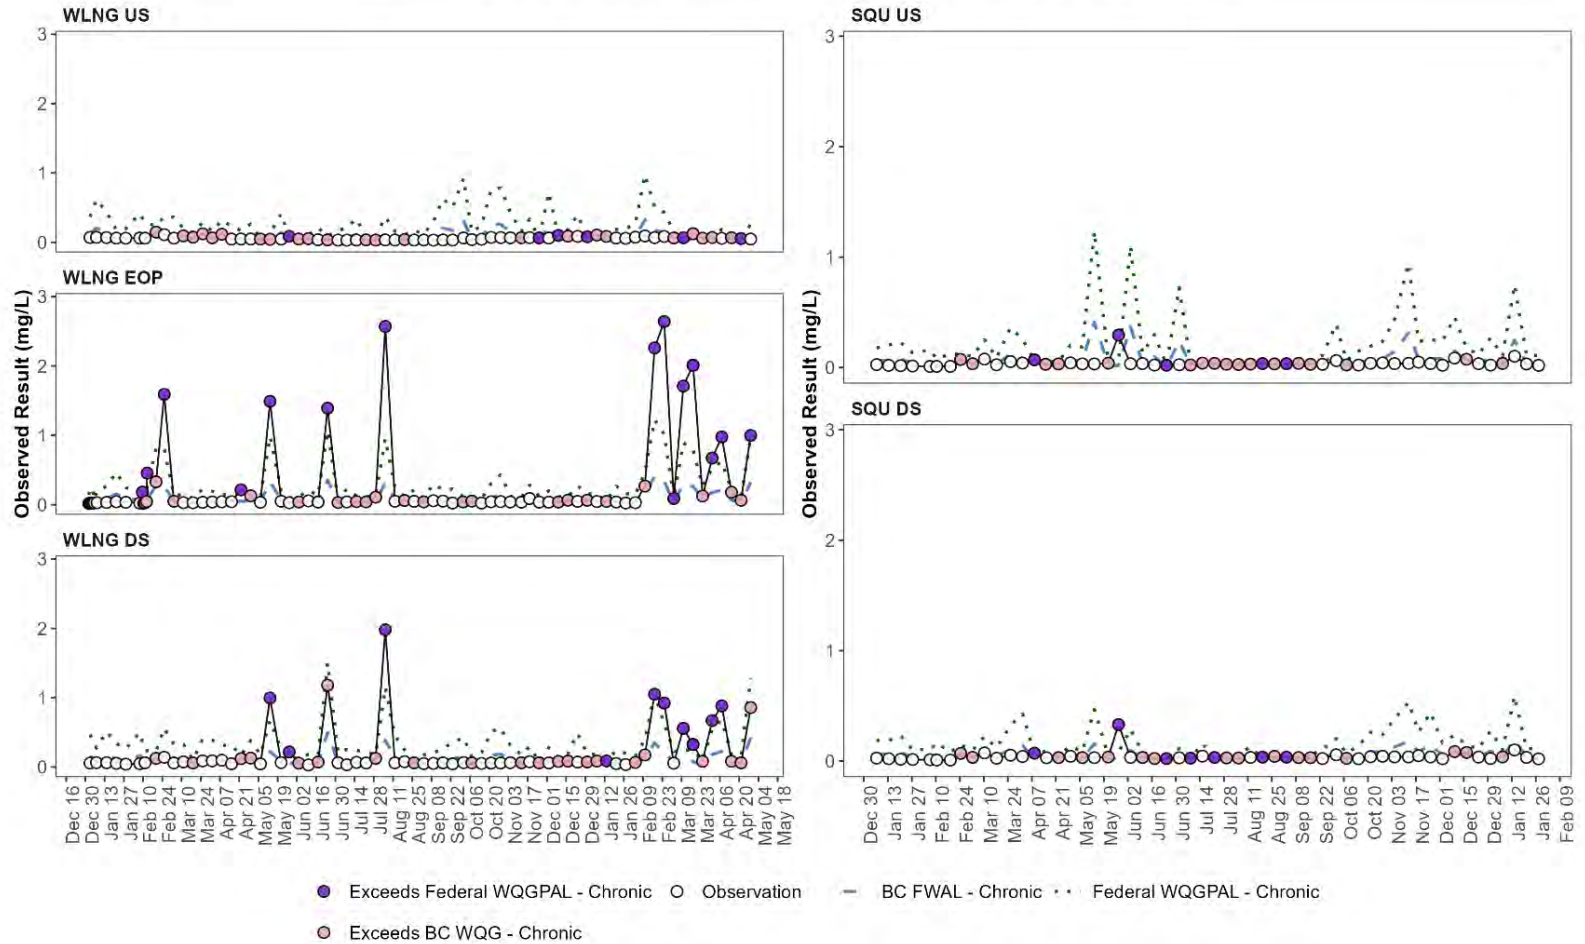 WLNG US
3
2
1
0
WLNG EOP
3
2
1
0
WLNG DS
3
2
1
0
Observed Result (mg/L)
Dec 16
Dec 30
Jan 13
Jan 27
Feb 10
Feb 24
Mar 10
Mar 24
Apr 07
Apr 21
May 05
May 19
Jun 02
Jun 16
Jun 30
Jul 14
Jul 28
Aug 11
Aug 25
Sep 08
Sep 22
Oct 06
Oct 20
Nov 03
Nov 17
Dec 01
Dec 15
Dec 29
Jan 12
Jan 26
Feb 09
Feb 23
Mar 09
Mar 23
Apr 06
Apr 20
May 04
May 18
SQU US
3
2
1
0
SQU DS
3
2
1
0
Observed Result (mg/L)
Dec 30
Jan 13
Jan 27
Feb 10
Feb 24
Mar 10
Mar 24
Apr 07
Apr 21
May 05
May 19
Jun 02
Jun 16
Jun 30
Jul 14
Jul 28
Aug 11
Aug 25
Sep 08
Sep 22
Oct 06
Oct 20
Nov 03
Nov 17
Dec 01
Dec 15
Dec 29
Jan 12
Jan 26
Feb 09
Exceeds Federal WQGPAL - Chronic
Observation
BC FWAL - Chronic
Federal WQGPAL - Chronic
Exceeds BC WQG - Chronic